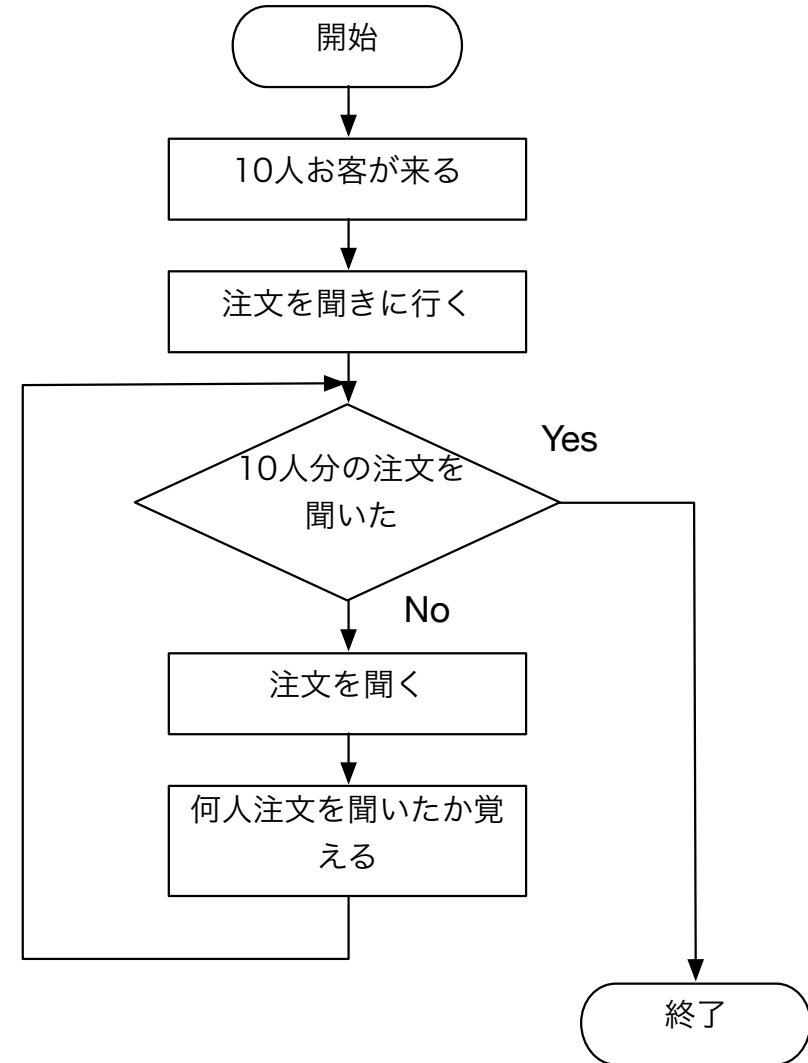 開始
10人お客が来る
注文を聞きに行く
10人分の注文を
聞いた
Yes
No
注文を聞く
何人注文を聞いたか覚
える
終了